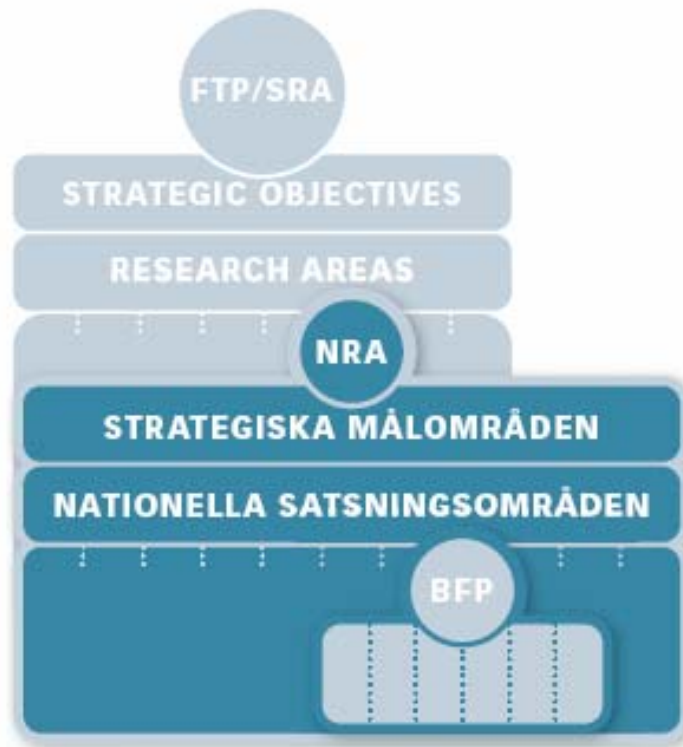 FTP/SRA
STRATEGIC OBJECTIVES
RESEARCH AREAS
NRA
STRATEGISKA MÅLOMRÅDEN
NATIONELLA SATSNINGSOMRÅDEN
BFP